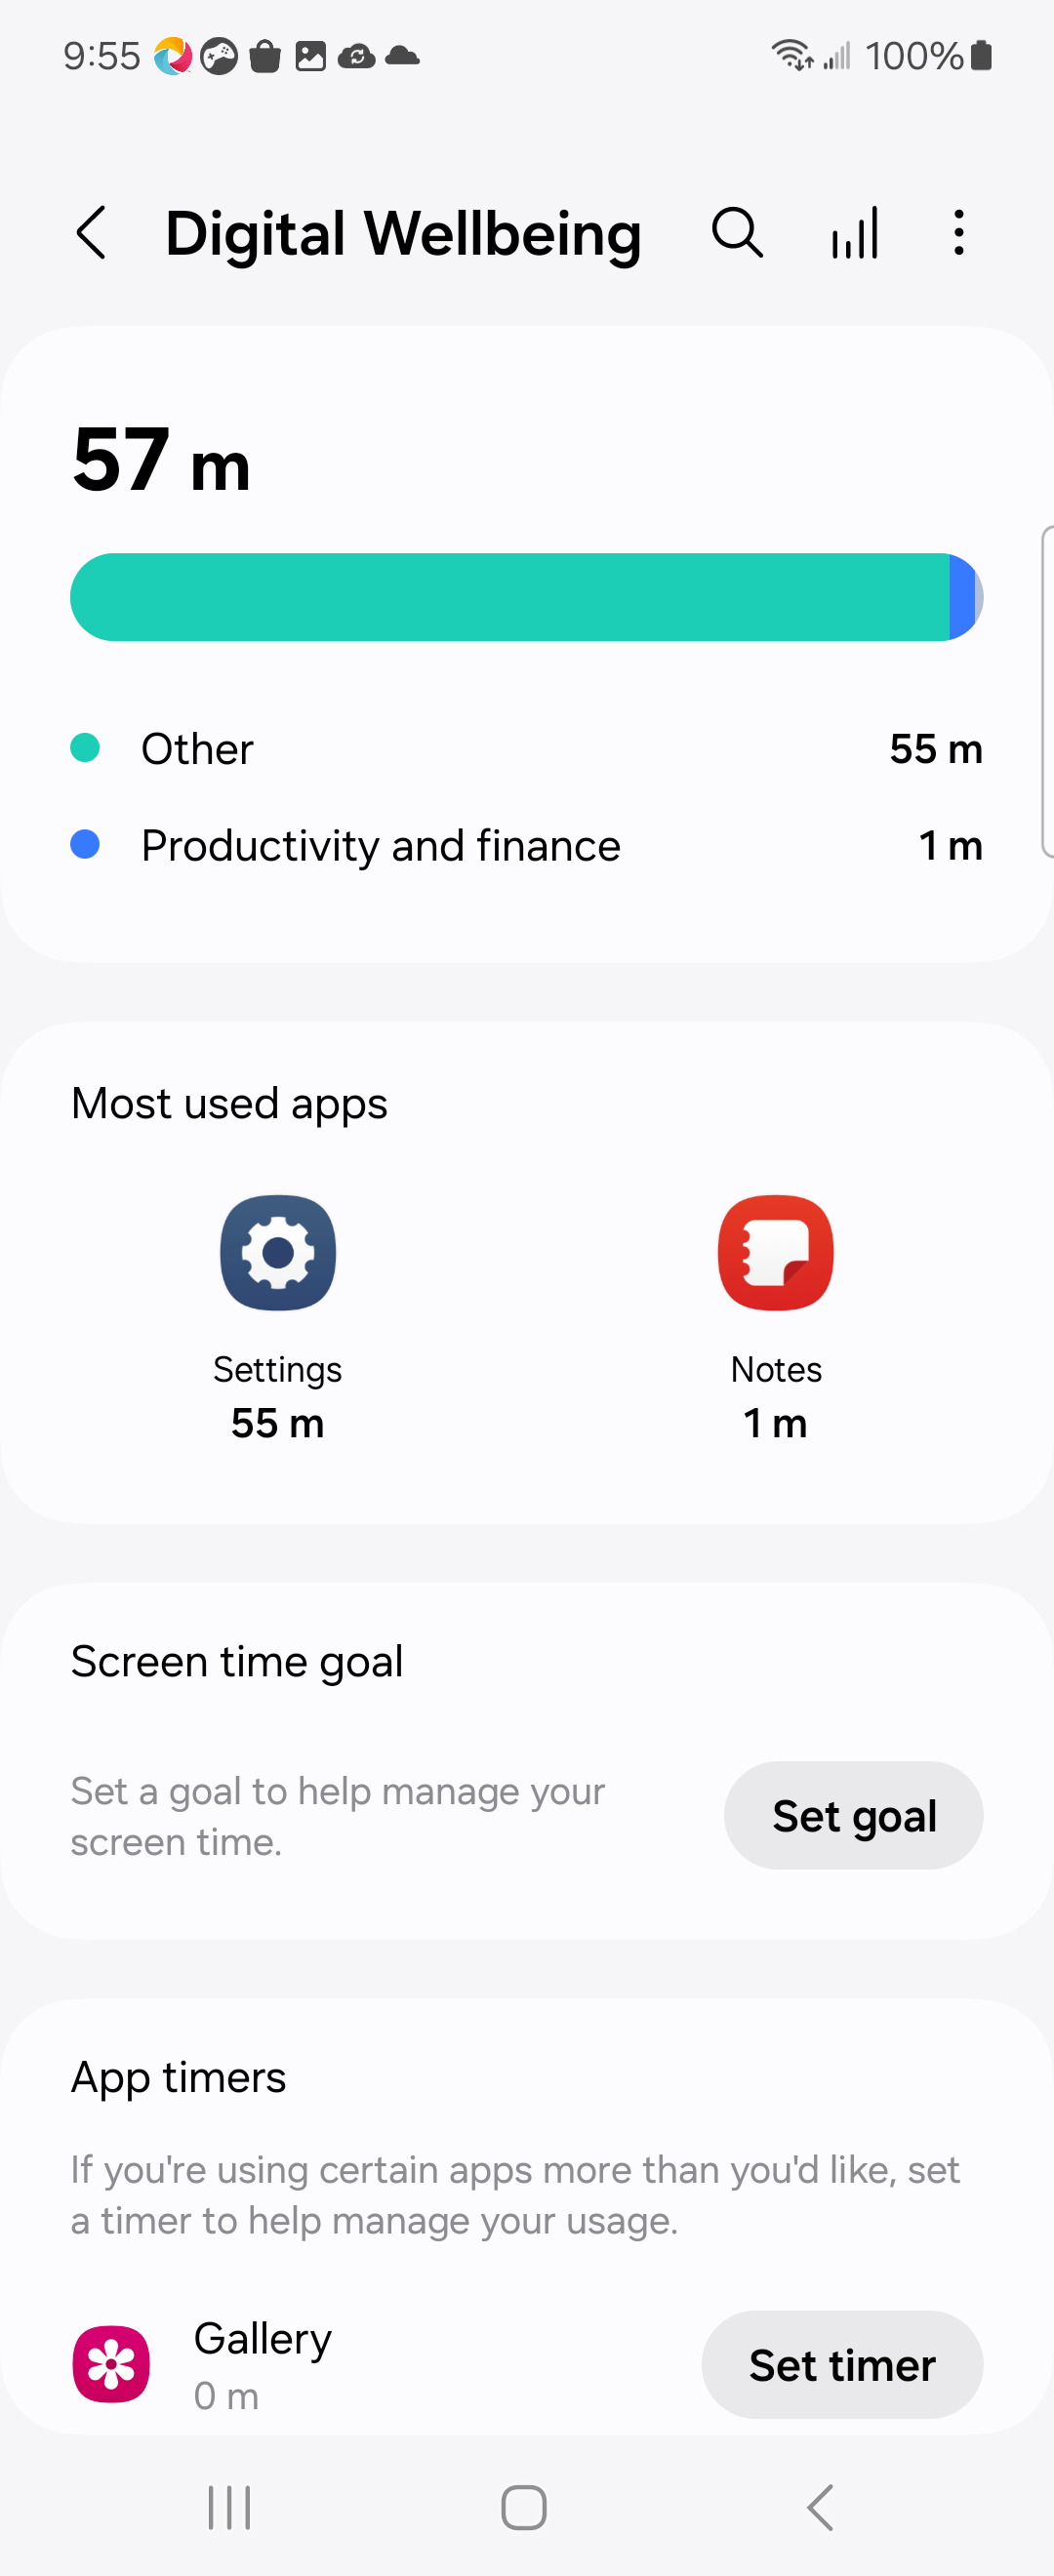 9:55
100%
Digital Wellbeing
57 m
Other
55 m
Productivity and finance
1 m
Most used apps
Settings
55 m
Notes
1 m
Screen time goal
Set a goal to help manage your
screen time.
Set goal
App timers
If you're using certain apps more than you'd like, set
a timer to help manage your usage.
Gallery
0 m
Set timer